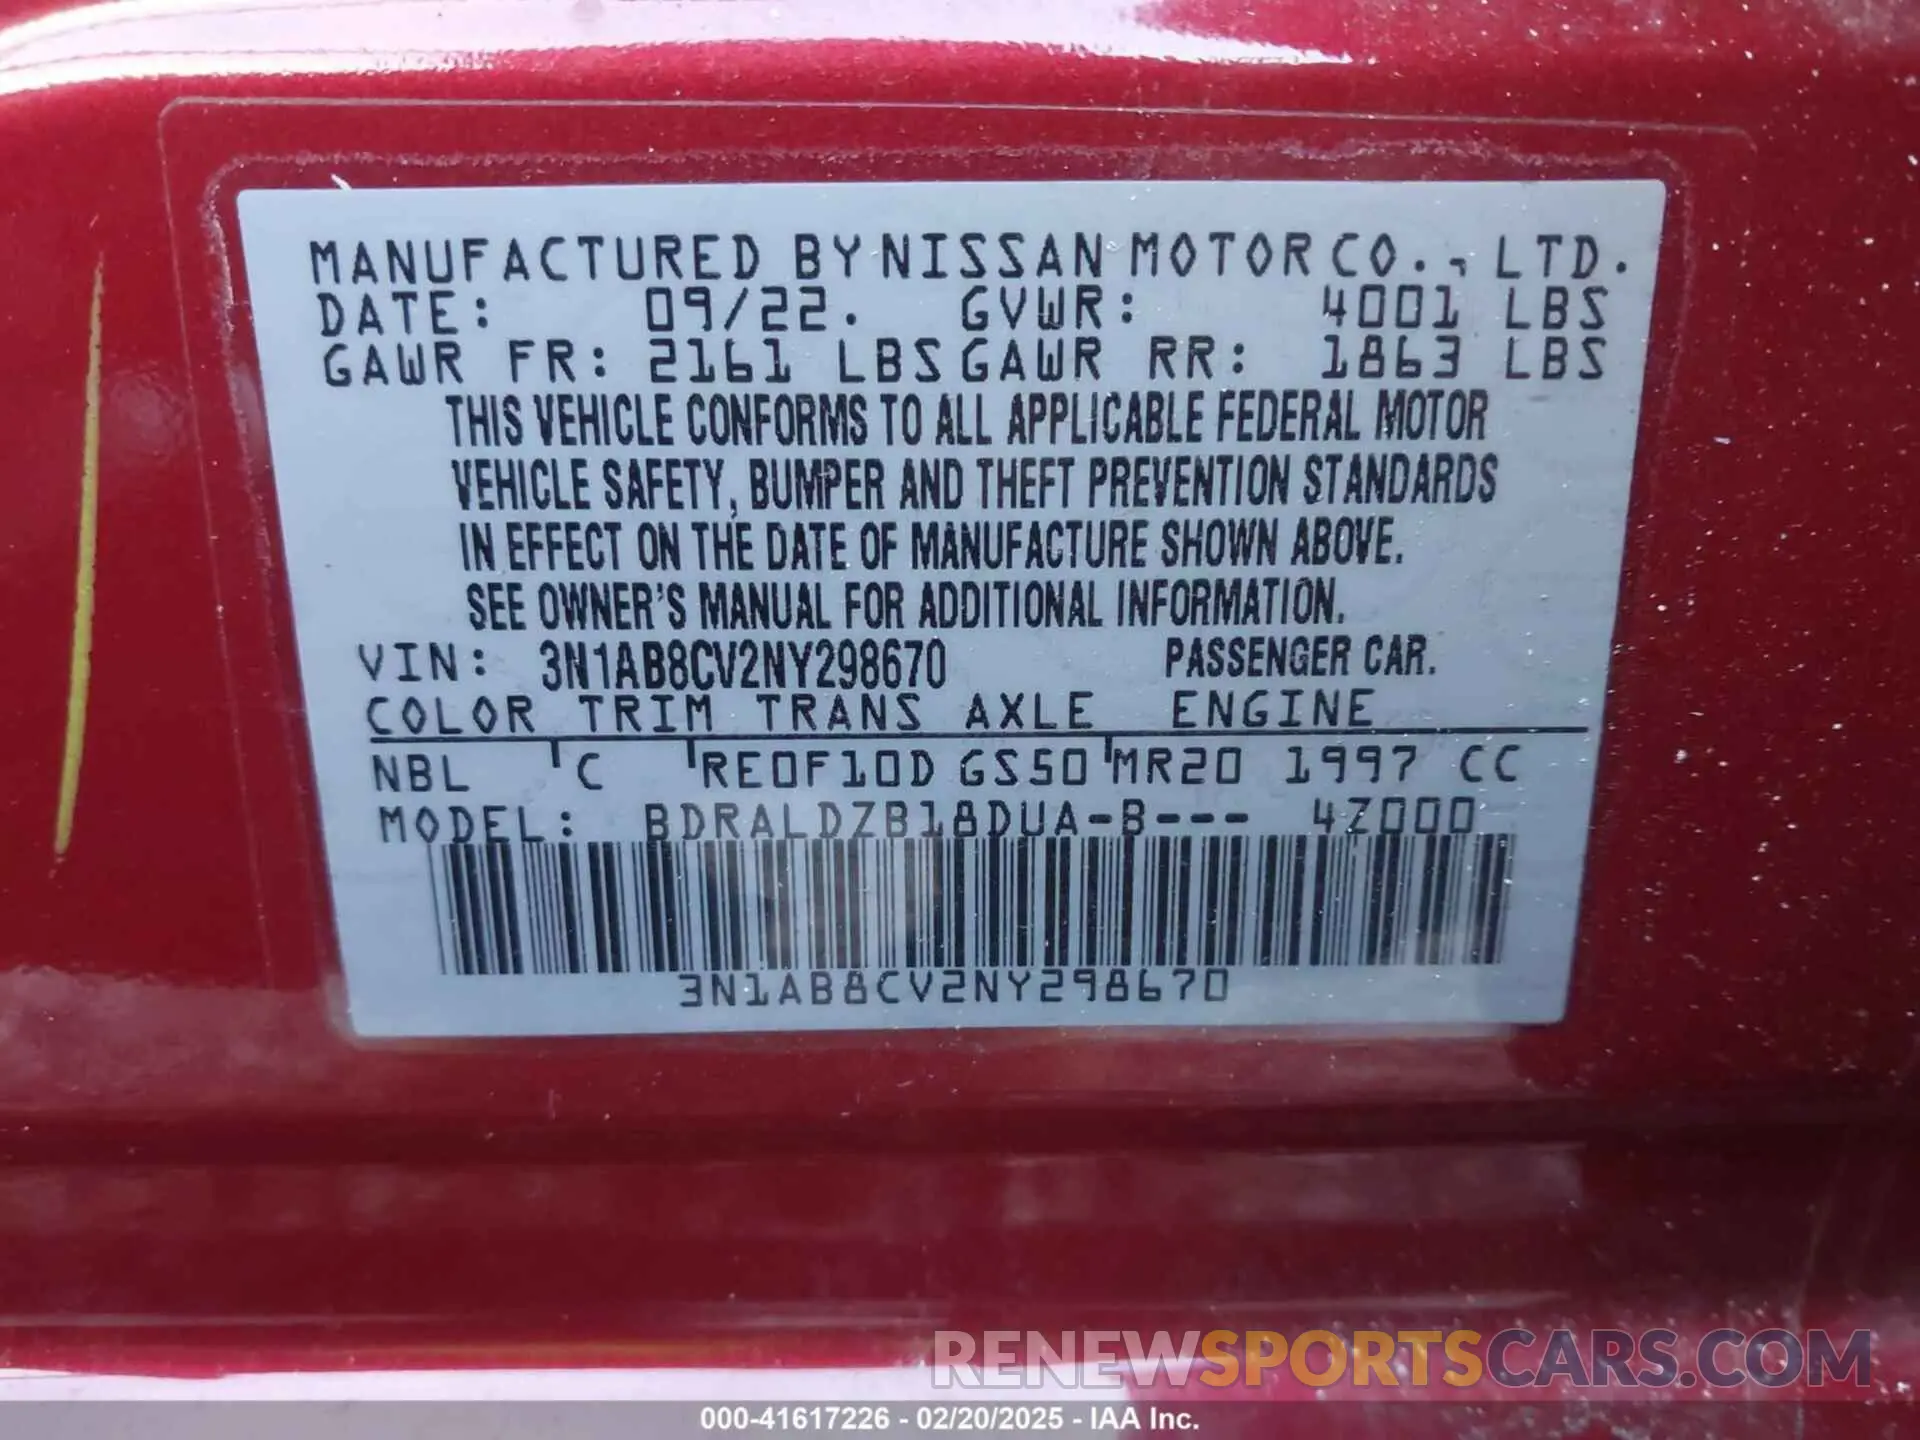 MANUFACTURED BY NISSAN MOTOR CO., LTD.
DATE: 09/22. GVWR: 4001 LBS
GAWR FR: 2161 LBS GAWR RR: 1863 LBS
THIS VEHICLE CONFORMS TO ALL APPLICABLE FEDERAL MOTOR
VEHICLE SAFETY, BUMPER AND THEFT PREVENTION STANDARDS
IN EFFECT ON THE DATE OF MANUFACTURE SHOWN ABOVE.
SEE OWNER'S MANUAL FOR ADDITIONAL INFORMATION.
VIN: 3N1AB8CV2NY298670 PASSENGER CAR.
COLOR TRIM TRANS AXLE ENGINE
NBL C RE0F10D GS50 MR20 1997 CC
MODEL: BDRALDZB18DUA-B--- 4Z000
3N1AB8CV2NY298670
RENEWSPORTSCARS.COM
000-41617226 - 02/20/2025 - IAA Inc.